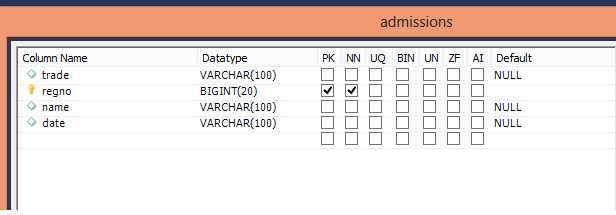 admissions
Column Name Datatype PK NN UQ BIN UN ZF AI Default
trade VARCHAR(100) NULL
regno BIGINT(20)
name VARCHAR(100) NULL
date VARCHAR(100) NULL